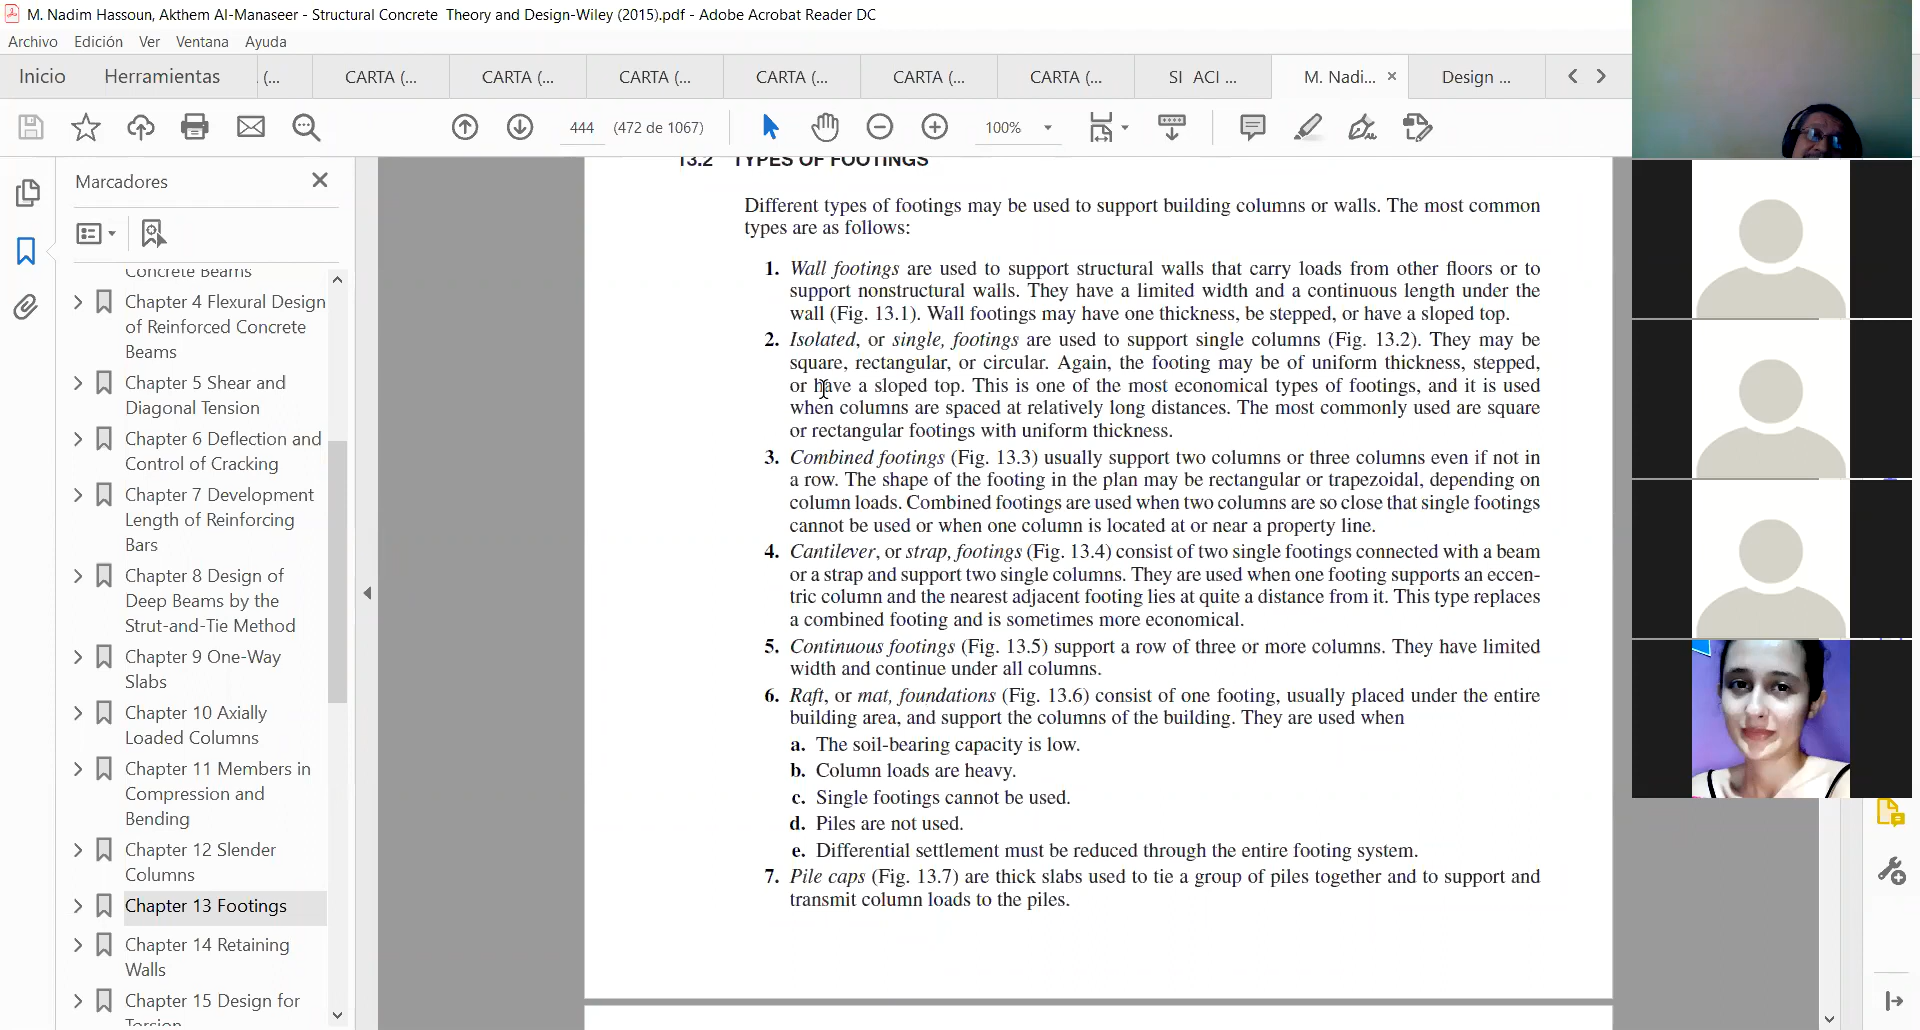 M. Nadim Hassoun, Akthem Al-Manaseer - Structural Concrete Theory and Design-Wiley (2015).pdf - Adobe Acrobat Reader DC
Archivo Edición Ver Ventana Ayuda
Inicio Herramientas (... CARTA (... CARTA (... CARTA (... CARTA (... CARTA (... CARTA (... SI ACI ... M. Nadi... × Design ...
444 (472 de 1067) 100%
Marcadores
Concrete Beams
Chapter 4 Flexural Design
of Reinforced Concrete
Beams
Chapter 5 Shear and
Diagonal Tension
Chapter 6 Deflection and
Control of Cracking
Chapter 7 Development
Length of Reinforcing
Bars
Chapter 8 Design of
Deep Beams by the
Strut-and-Tie Method
Chapter 9 One-Way
Slabs
Chapter 10 Axially
Loaded Columns
Chapter 11 Members in
Compression and
Bending
Chapter 12 Slender
Columns
Chapter 13 Footings
Chapter 14 Retaining
Walls
Chapter 15 Design for
Torsion
13.2 TYPES OF FOOTINGS
Different types of footings may be used to support building columns or walls. The most common
types are as follows:
1. Wall footings are used to support structural walls that carry loads from other floors or to
support nonstructural walls. They have a limited width and a continuous length under the
wall (Fig. 13.1). Wall footings may have one thickness, be stepped, or have a sloped top.
2. Isolated, or single, footings are used to support single columns (Fig. 13.2). They may be
square, rectangular, or circular. Again, the footing may be of uniform thickness, stepped,
or have a sloped top. This is one of the most economical types of footings, and it is used
when columns are spaced at relatively long distances. The most commonly used are square
or rectangular footings with uniform thickness.
3. Combined footings (Fig. 13.3) usually support two columns or three columns even if not in
a row. The shape of the footing in the plan may be rectangular or trapezoidal, depending on
column loads. Combined footings are used when two columns are so close that single footings
cannot be used or when one column is located at or near a property line.
4. Cantilever, or strap, footings (Fig. 13.4) consist of two single footings connected with a beam
or a strap and support two single columns. They are used when one footing supports an eccen-
tric column and the nearest adjacent footing lies at quite a distance from it. This type replaces
a combined footing and is sometimes more economical.
5. Continuous footings (Fig. 13.5) support a row of three or more columns. They have limited
width and continue under all columns.
6. Raft, or mat, foundations (Fig. 13.6) consist of one footing, usually placed under the entire
building area, and support the columns of the building. They are used when
a. The soil-bearing capacity is low.
b. Column loads are heavy.
c. Single footings cannot be used.
d. Piles are not used.
e. Differential settlement must be reduced through the entire footing system.
7. Pile caps (Fig. 13.7) are thick slabs used to tie a group of piles together and to support and
transmit column loads to the piles.